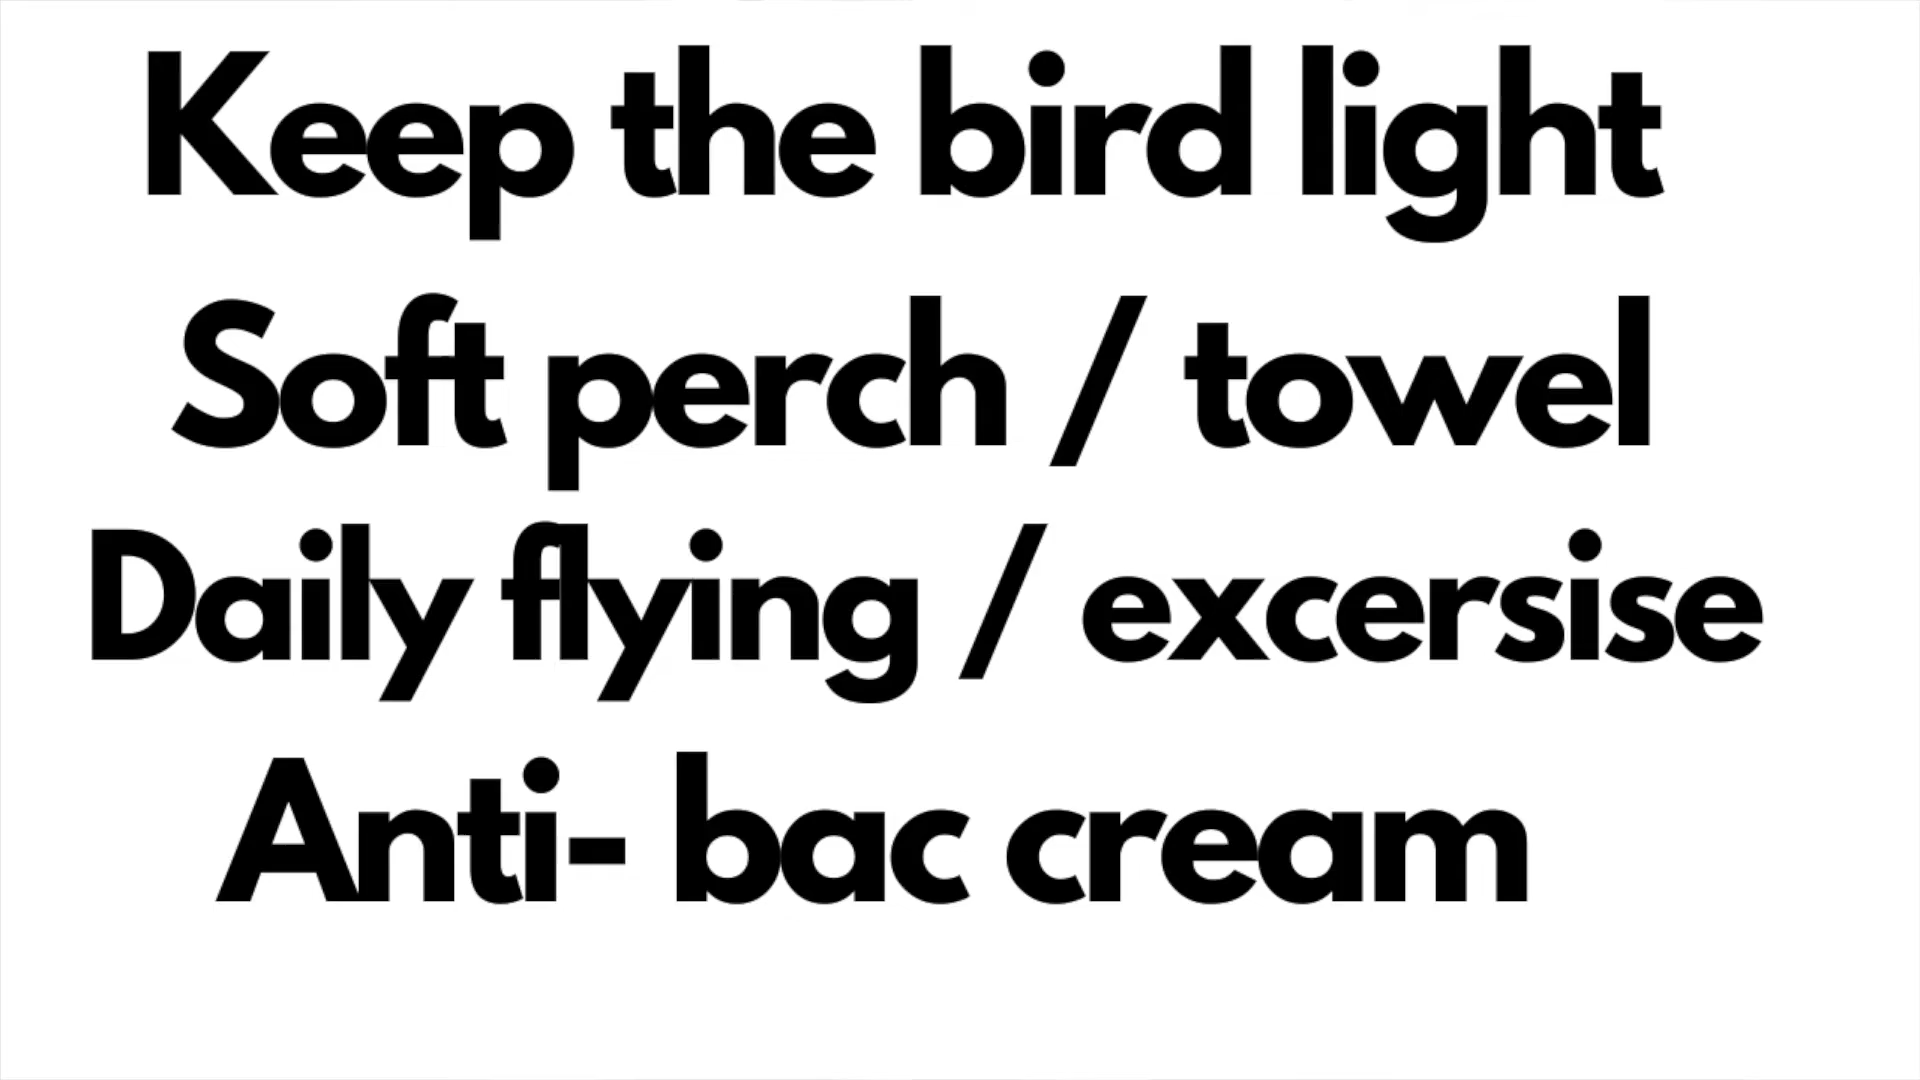 Keep the bird light
Soft perch / towel
Daily flying / excersise
Anti- bac cream